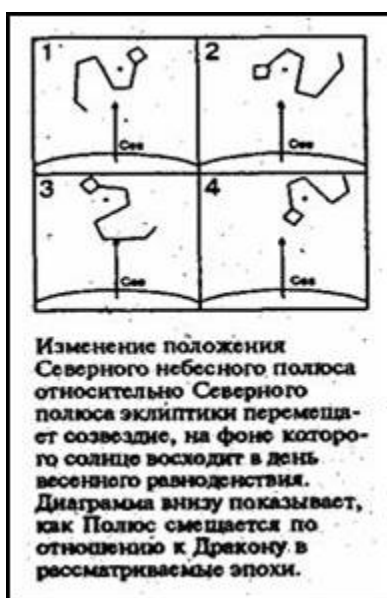 1
2
Сев
Сев
3
4
Сев
Сев
Изменение положения
Северного небесного полюса
относительно Северного
полюса эклиптики перемеща-
ет созвездие, на фоне которо-
го солнце восходит в день
весеннего равноденствия.
Диаграмма внизу показывает,
как Полюс смещается по
отношению к Дракону в
рассматриваемые эпохи.